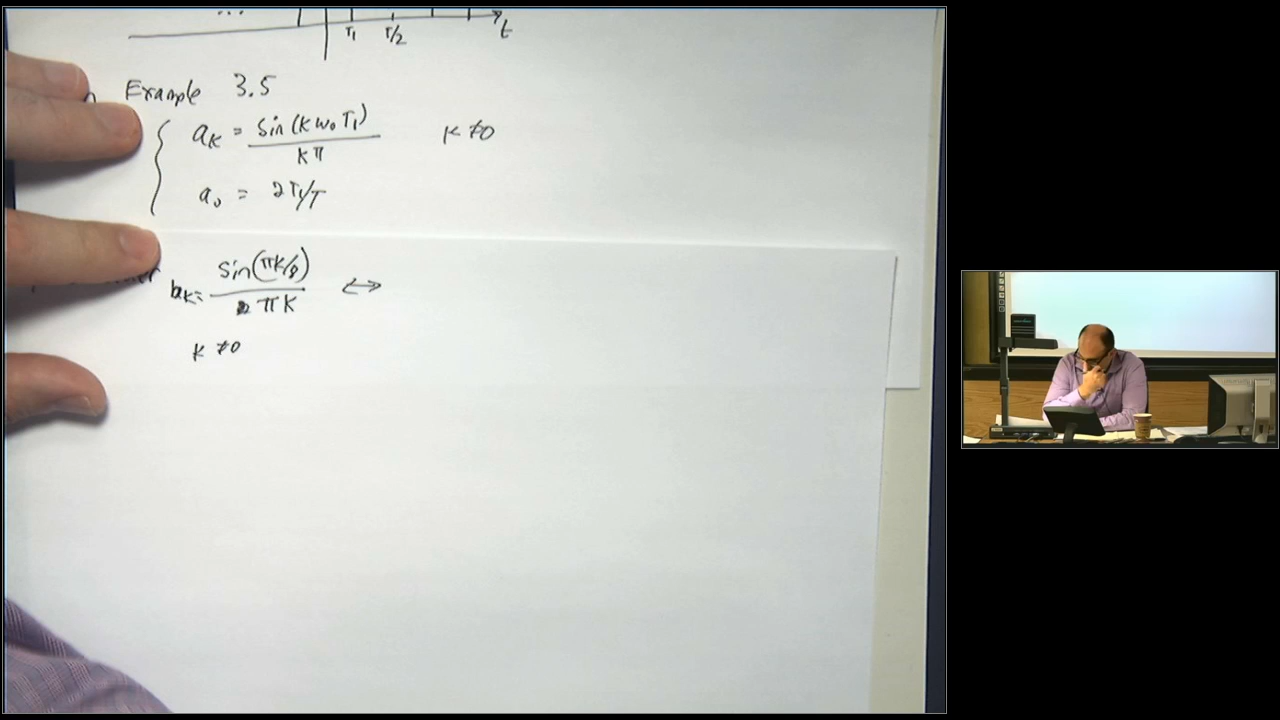 ... T₁ T/2 t
Example 3.5
aₖ = sin(kω₀T₁) / kπ k ≠ 0
a₀ = 2T₁/T
bₖ = sin(πk/8) / 2πk ↔
k ≠ 0